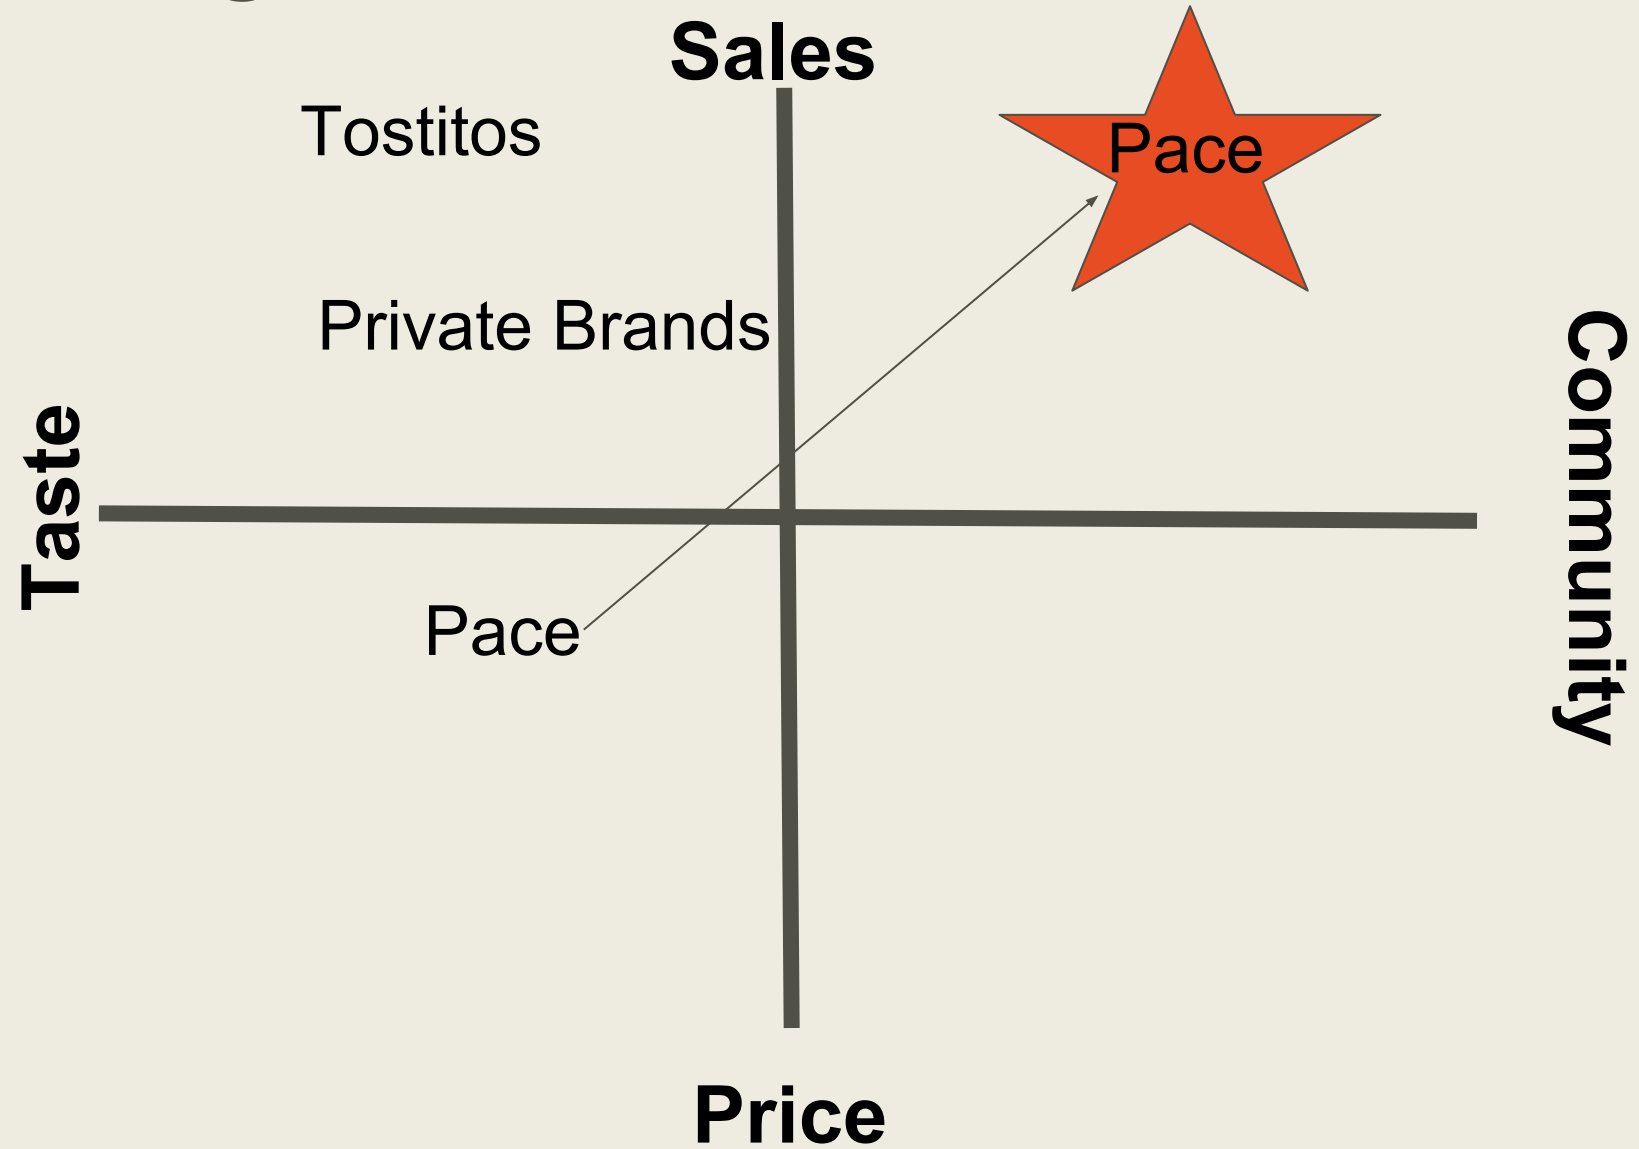 Sales
Tostitos
Pace
Private Brands
Taste
Community
Pace
Price